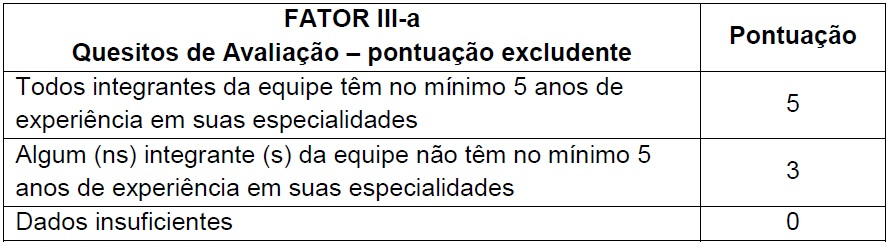 FATOR III-a
Quesitos de Avaliação – pontuação excludente
Pontuação
Todos integrantes da equipe têm no mínimo 5 anos de
experiência em suas especialidades
5
Algum (ns) integrante (s) da equipe não têm no mínimo 5
anos de experiência em suas especialidades
3
Dados insuficientes
0